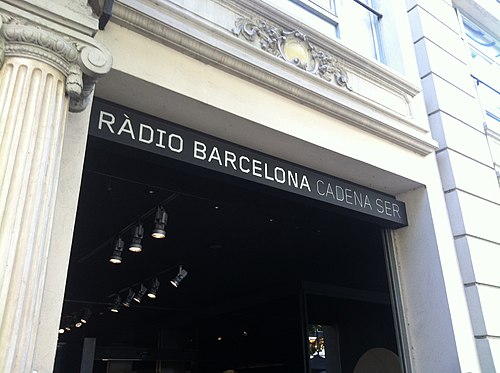 RÀDIO BARCELONA CADENA SER